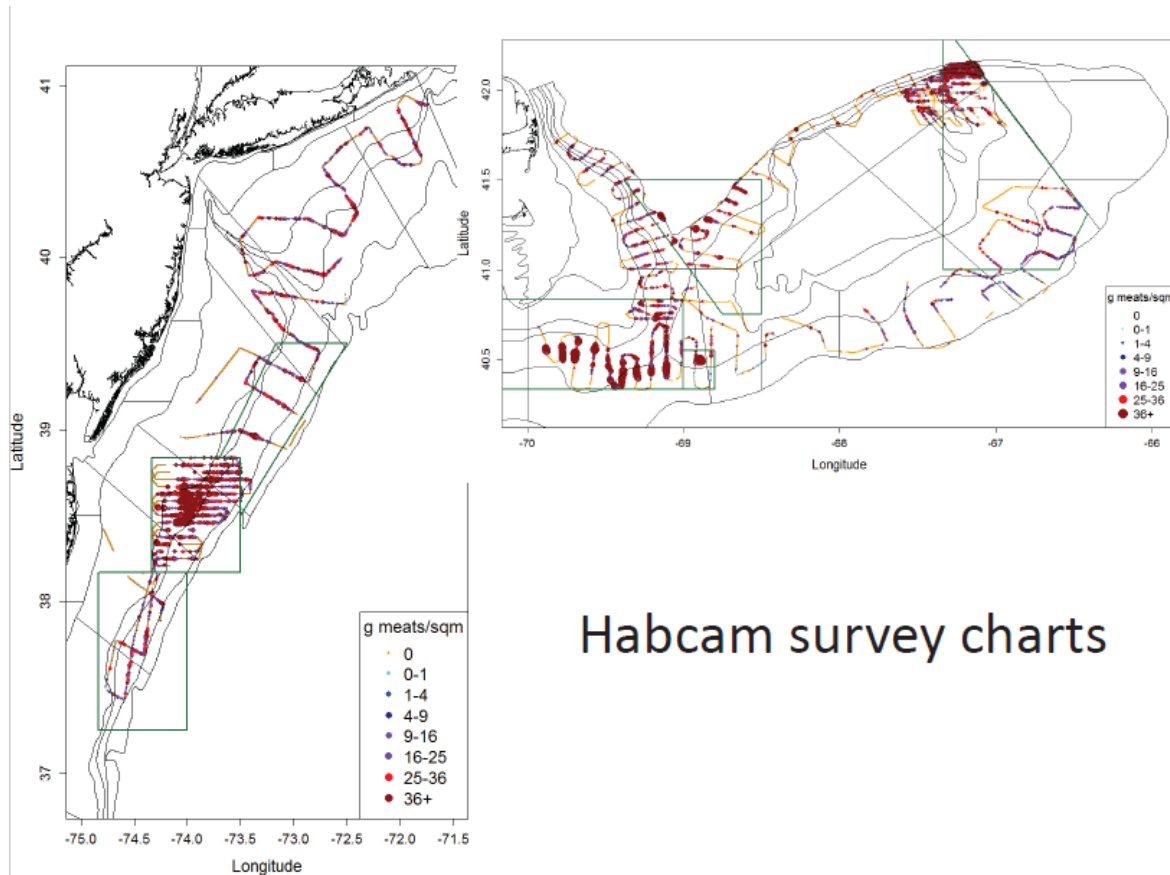 41
40
39
38
37
Latitude
-75.0 -74.5 -74.0 -73.5 -73.0 -72.5 -72.0 -71.5
Longitude
g meats/sqm
0
0-1
1-4
4-9
9-16
16-25
25-36
36+
42.0
41.5
41.0
40.5
Latitude
-70 -69 -68 -67 -66
Longitude
g meats/sqm
0
0-1
1-4
4-9
9-16
16-25
25-36
36+
Habcam survey charts